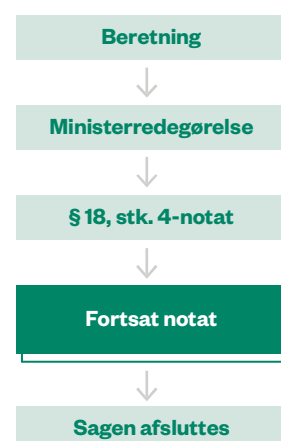 Beretning
Ministerredegørelse
§ 18, stk. 4-notat
Fortsat notat
Sagen afsluttes